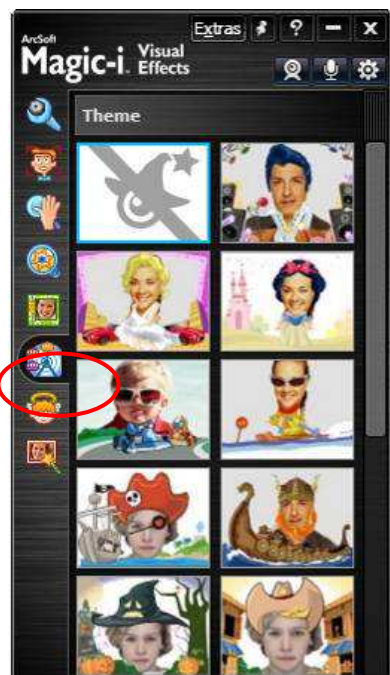 Extras ? − x
ArcSoft
Magic-i. Visual
Effects
Theme